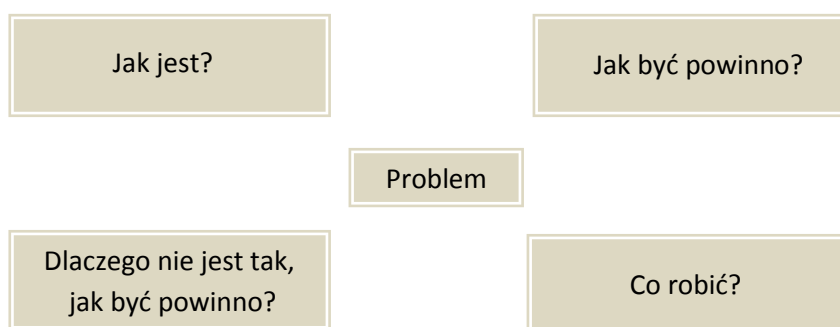 Jak jest?
Jak być powinno?
Problem
Dlaczego nie jest tak,
jak być powinno?
Co robić?